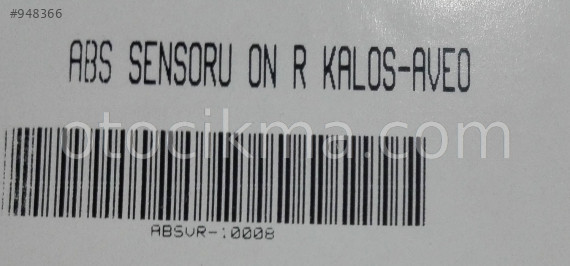 #948366
ABS SENSORU ON R KALOS-AVEO
otocikma.com
ABSVR-10008